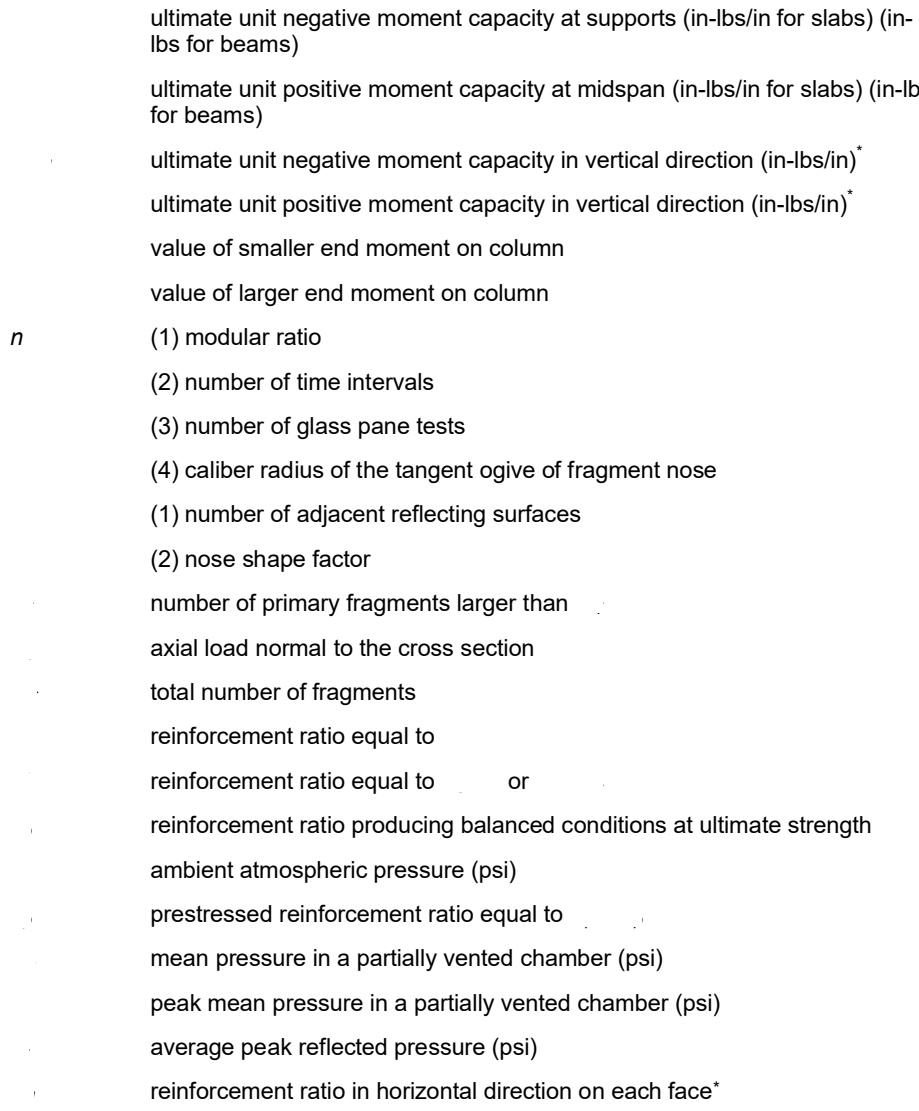 ultimate unit negative moment capacity at supports (in-lbs/in for slabs) (in-
lbs for beams)
ultimate unit positive moment capacity at midspan (in-lbs/in for slabs) (in-lb
for beams)
ultimate unit negative moment capacity in vertical direction (in-lbs/in)*
ultimate unit positive moment capacity in vertical direction (in-lbs/in)*
value of smaller end moment on column
value of larger end moment on column
n (1) modular ratio
(2) number of time intervals
(3) number of glass pane tests
(4) caliber radius of the tangent ogive of fragment nose
(1) number of adjacent reflecting surfaces
(2) nose shape factor
number of primary fragments larger than
axial load normal to the cross section
total number of fragments
reinforcement ratio equal to
reinforcement ratio equal to or
reinforcement ratio producing balanced conditions at ultimate strength
ambient atmospheric pressure (psi)
prestressed reinforcement ratio equal to
mean pressure in a partially vented chamber (psi)
peak mean pressure in a partially vented chamber (psi)
average peak reflected pressure (psi)
reinforcement ratio in horizontal direction on each face*